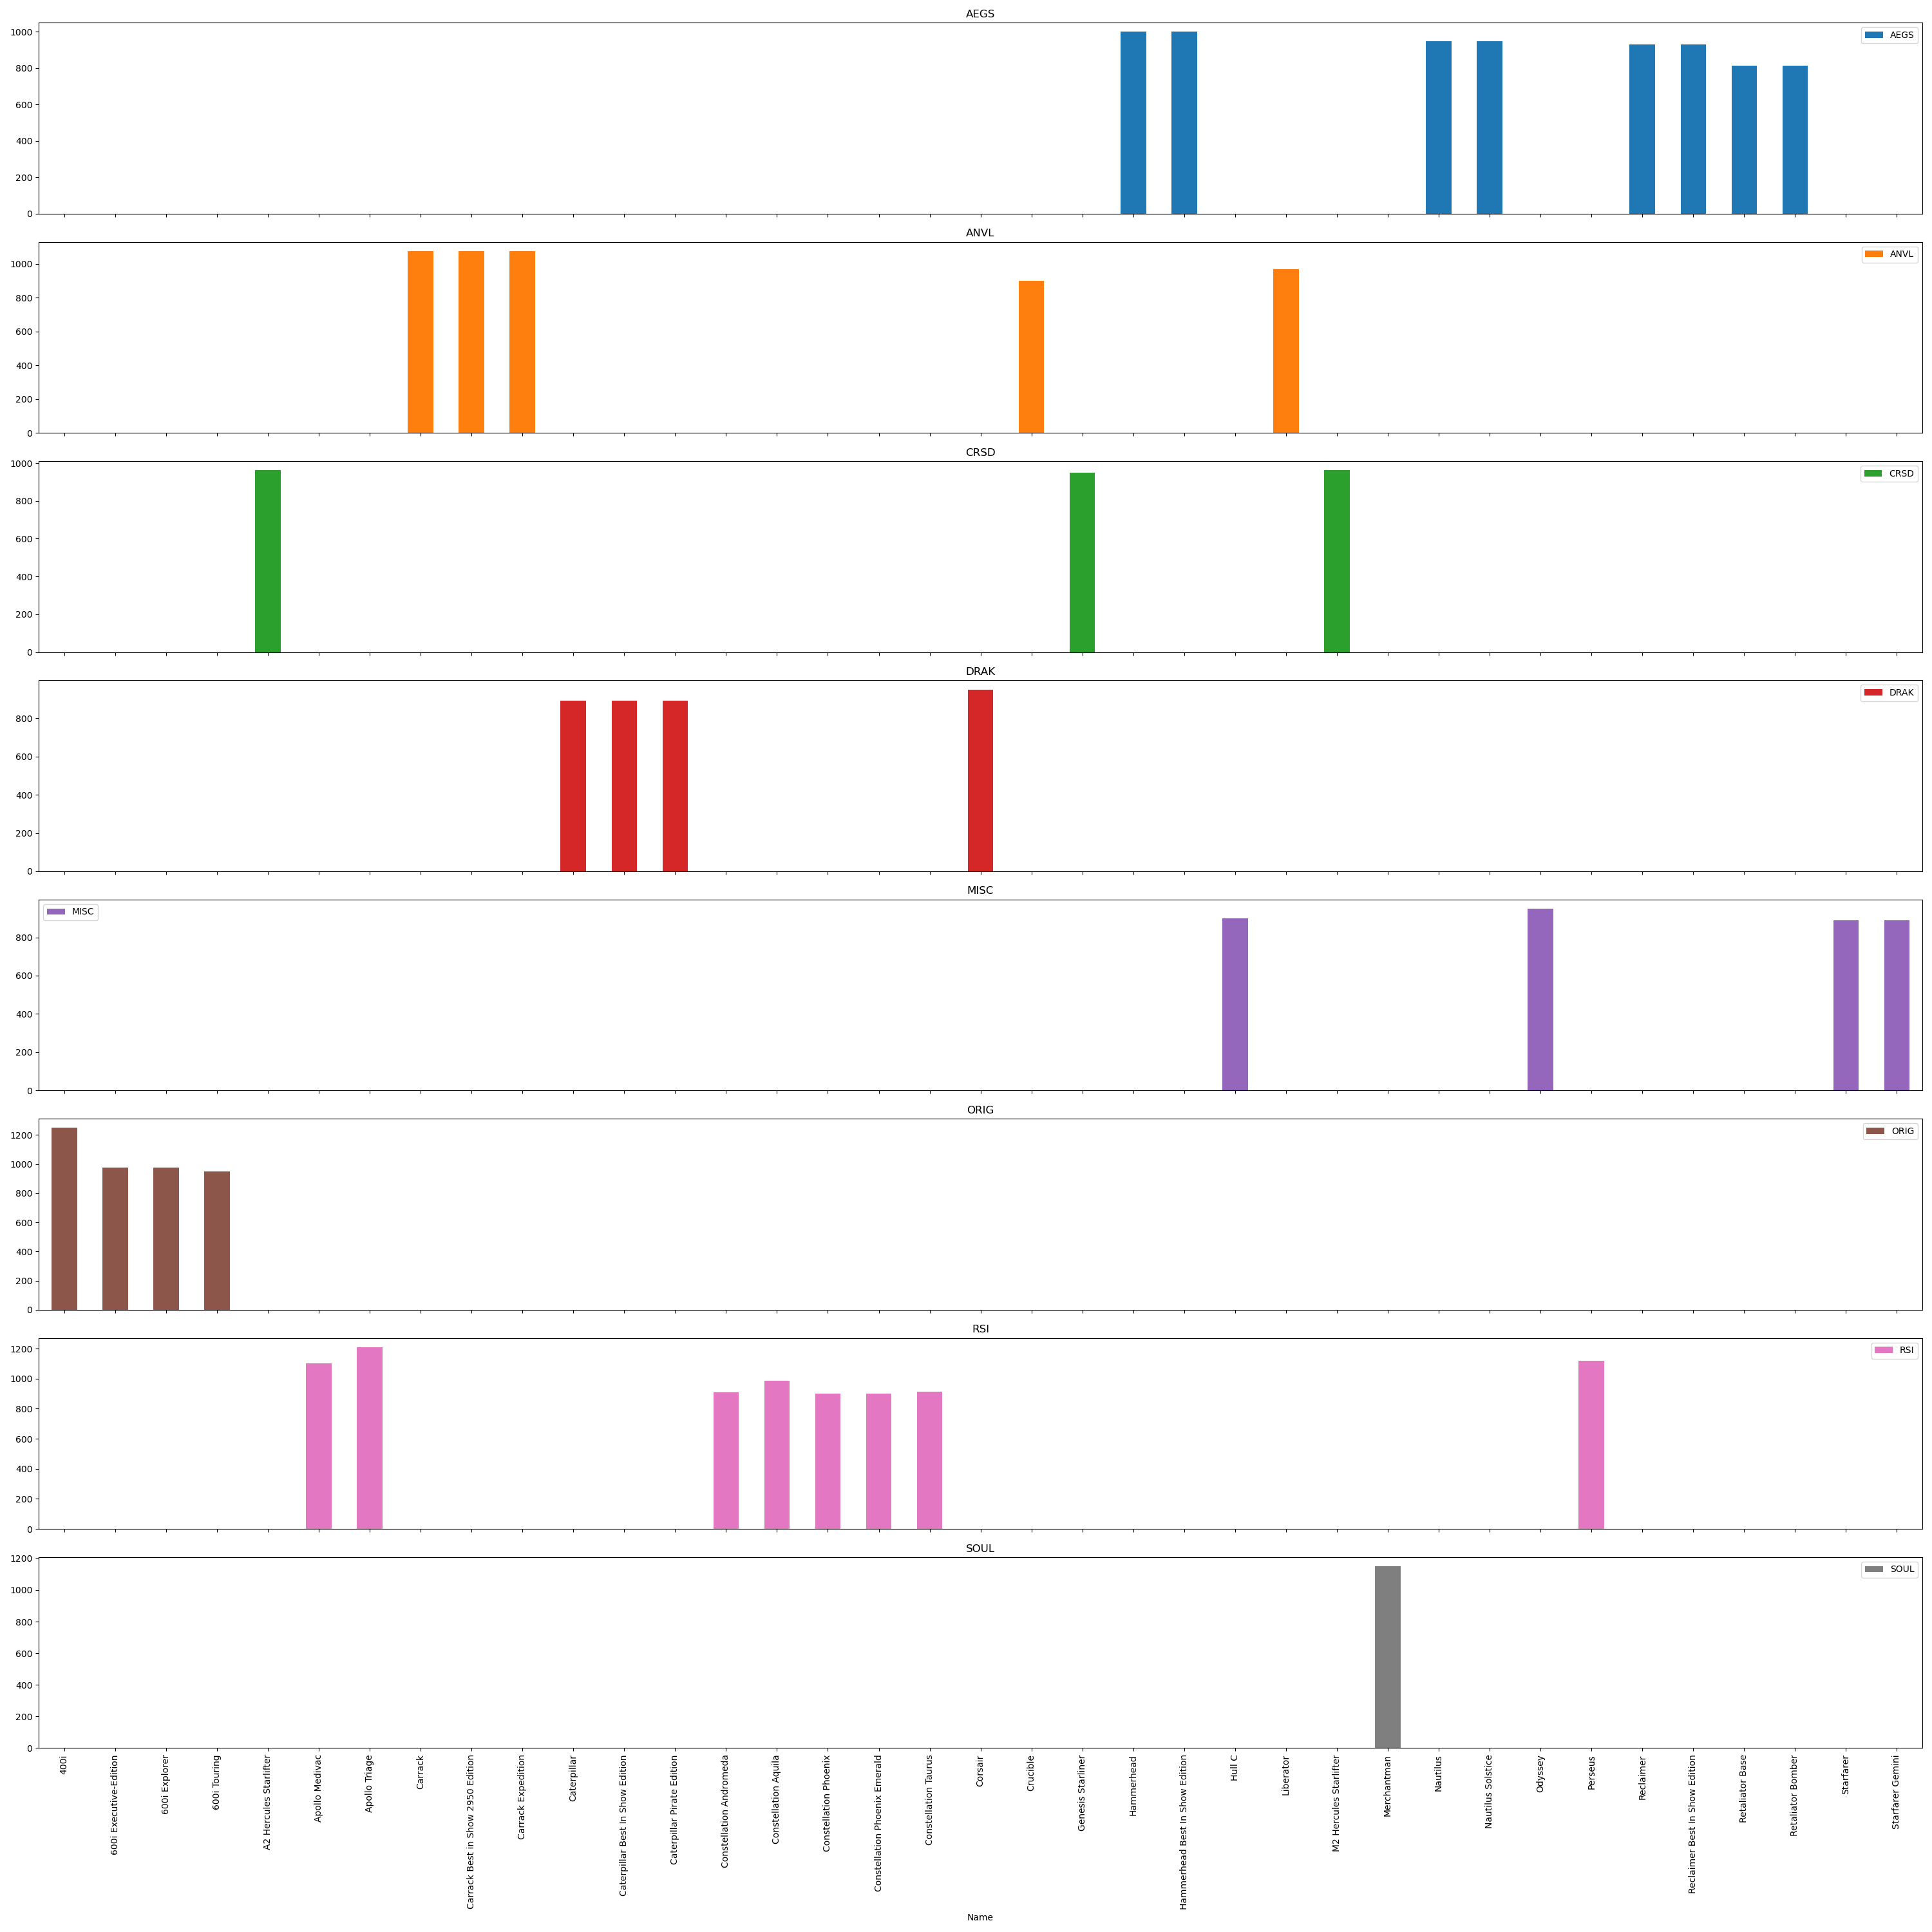 AEGS
AEGS
1000
800
600
400
200
0
ANVL
ANVL
1000
800
600
400
200
0
CRSD
CRSD
1000
800
600
400
200
0
DRAK
DRAK
800
600
400
200
0
MISC
MISC
800
600
400
200
0
ORIG
ORIG
1200
1000
800
600
400
200
0
RSI
RSI
1200
1000
800
600
400
200
0
SOUL
SOUL
1200
1000
800
600
400
200
0
400i
600i Executive-Edition
600i Explorer
600i Touring
A2 Hercules Starlifter
Apollo Medivac
Apollo Triage
Carrack
Carrack Best in Show 2950 Edition
Carrack Expedition
Caterpillar
Caterpillar Best In Show Edition
Caterpillar Pirate Edition
Constellation Andromeda
Constellation Aquila
Constellation Phoenix
Constellation Phoenix Emerald
Constellation Taurus
Corsair
Crucible
Genesis Starliner
Hammerhead
Hammerhead Best In Show Edition
Hull C
Liberator
M2 Hercules Starlifter
Merchantman
Nautilus
Nautilus Solstice
Odyssey
Perseus
Reclaimer
Reclaimer Best In Show Edition
Retaliator Base
Retaliator Bomber
Starfarer
Starfarer Gemini
Name